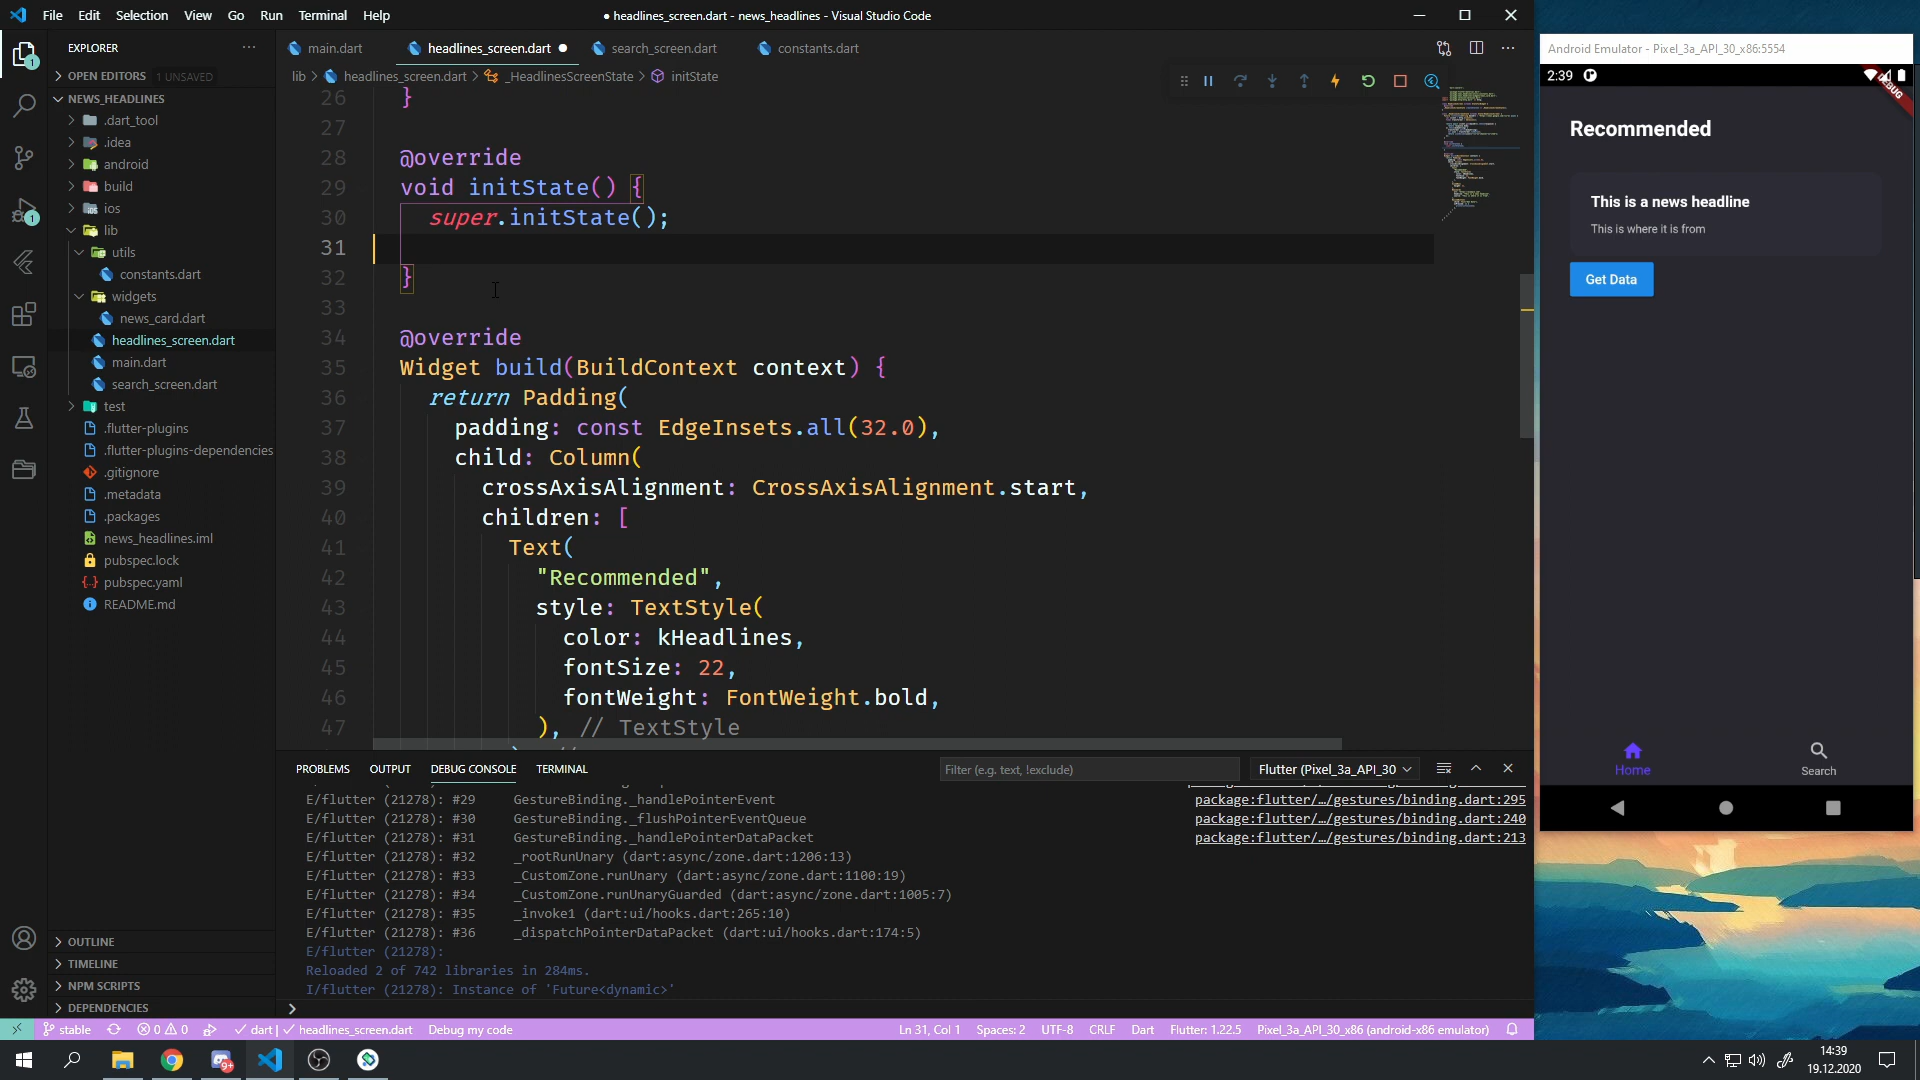 File Edit Selection View Go Run Terminal Help
● headlines_screen.dart - news_headlines - Visual Studio Code
EXPLORER
OPEN EDITORS 1 UNSAVED
NEWS_HEADLINES
.dart_tool
.idea
android
build
ios
lib
utils
constants.dart
widgets
news_card.dart
headlines_screen.dart
main.dart
search_screen.dart
test
.flutter-plugins
.flutter-plugins-dependencies
.gitignore
.metadata
.packages
news_headlines.iml
pubspec.lock
pubspec.yaml
README.md
OUTLINE
TIMELINE
NPM SCRIPTS
DEPENDENCIES
main.dart headlines_screen.dart search_screen.dart constants.dart
lib > headlines_screen.dart > _HeadlinesScreenState > initState
26 }
27
28 @override
29 void initState() {
30 super.initState();
31
32 }
33
34 @override
35 Widget build(BuildContext context) {
36 return Padding(
37 padding: const EdgeInsets.all(32.0),
38 child: Column(
39 crossAxisAlignment: CrossAxisAlignment.start,
40 children: [
41 Text(
42 "Recommended",
43 style: TextStyle(
44 color: kHeadlines,
45 fontSize: 22,
46 fontWeight: FontWeight.bold,
47 ), // TextStyle
PROBLEMS OUTPUT DEBUG CONSOLE TERMINAL
Filter (e.g. text, !exclude)
Flutter (Pixel_3a_API_30
E/flutter (21278): #29 GestureBinding._handlePointerEvent package:flutter/…/gestures/binding.dart:295
E/flutter (21278): #30 GestureBinding._flushPointerEventQueue package:flutter/…/gestures/binding.dart:240
E/flutter (21278): #31 GestureBinding._handlePointerDataPacket package:flutter/…/gestures/binding.dart:213
E/flutter (21278): #32 _rootRunUnary (dart:async/zone.dart:1206:13)
E/flutter (21278): #33 _CustomZone.runUnary (dart:async/zone.dart:1100:19)
E/flutter (21278): #34 _CustomZone.runUnaryGuarded (dart:async/zone.dart:1005:7)
E/flutter (21278): #35 _invoke1 (dart:ui/hooks.dart:265:10)
E/flutter (21278): #36 _dispatchPointerDataPacket (dart:ui/hooks.dart:174:5)
E/flutter (21278):
Reloaded 2 of 742 libraries in 284ms.
I/flutter (21278): Instance of 'Future<dynamic>'
stable 0 0 dart | headlines_screen.dart Debug my code
Ln 31, Col 1 Spaces: 2 UTF-8 CRLF Dart Flutter: 1.22.5 Pixel_3a_API_30_x86 (android-x86 emulator)
Android Emulator - Pixel_3a_API_30_x86:5554
2:39
DEBUG
Recommended
This is a news headline
This is where it is from
Get Data
Home
Search
1
1
9+
14:39
19.12.2020